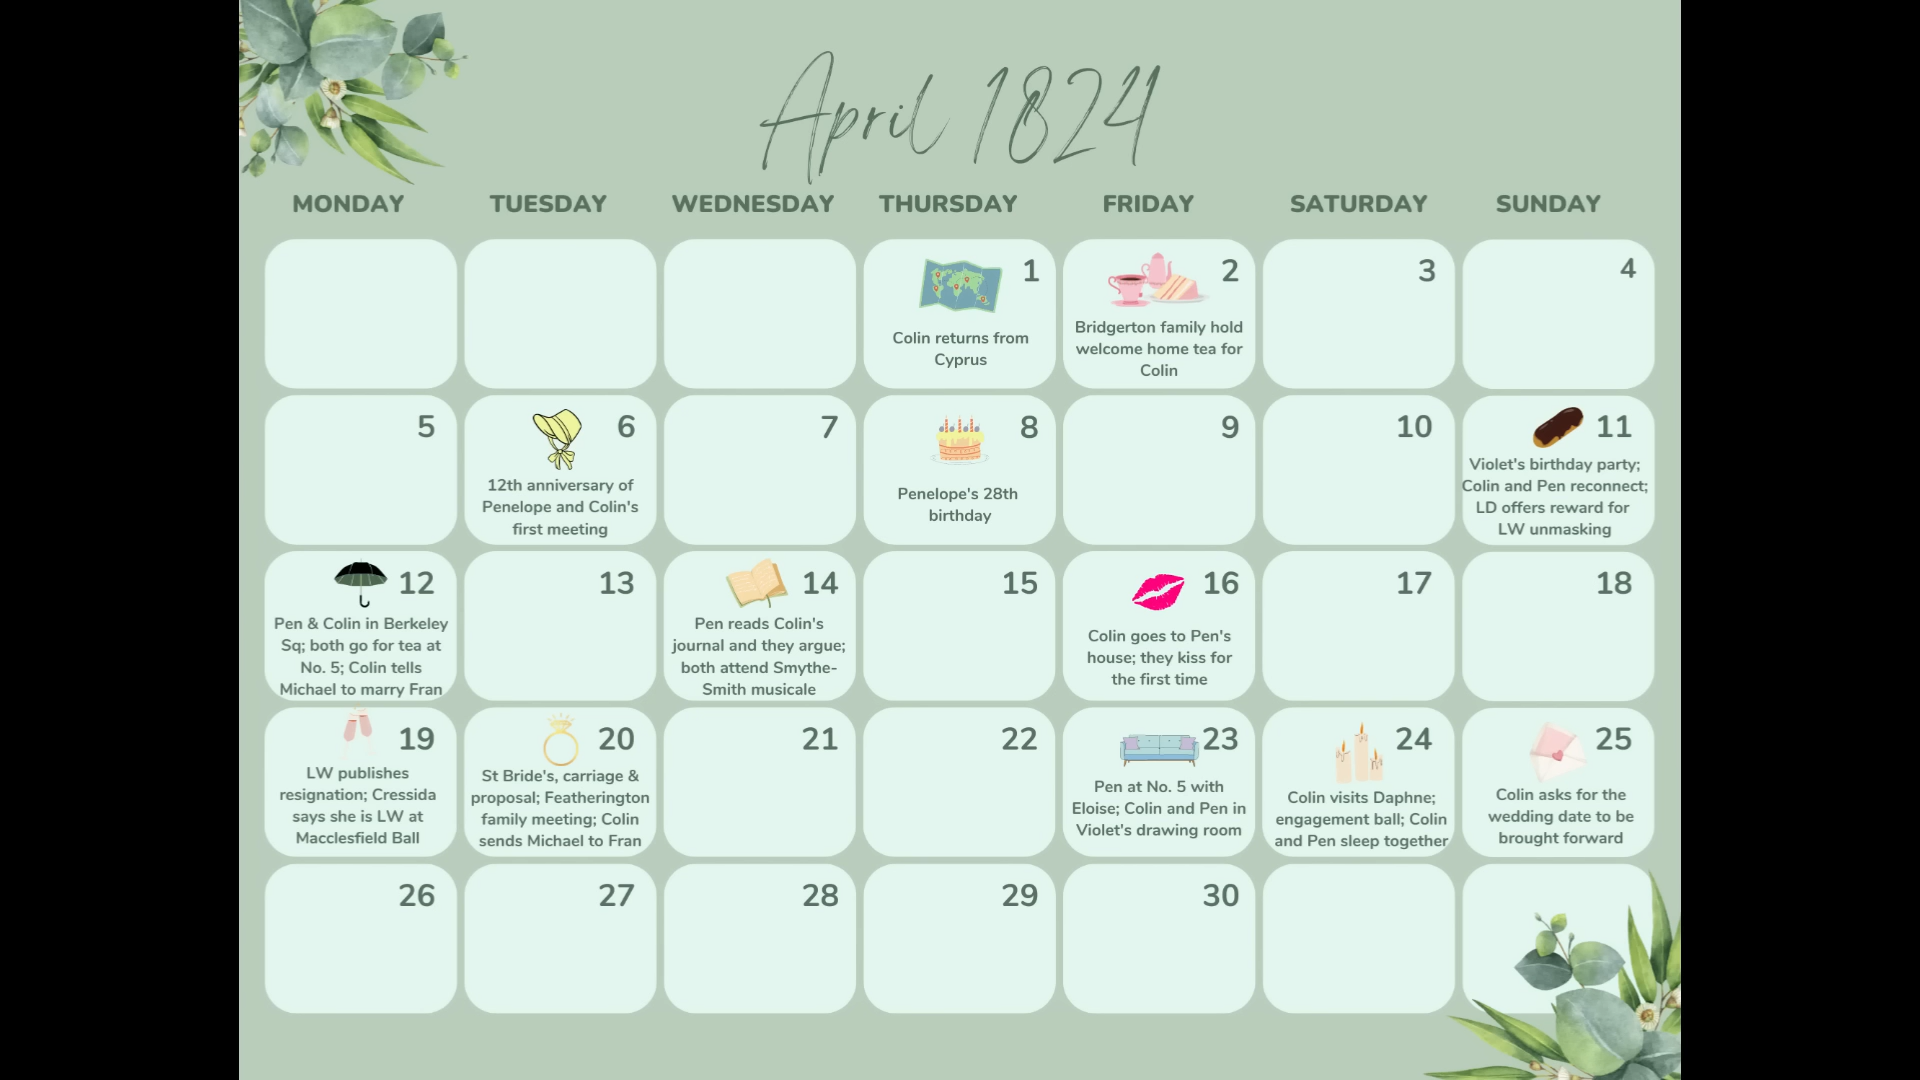 April 1824
MONDAY TUESDAY WEDNESDAY THURSDAY FRIDAY SATURDAY SUNDAY
1
Colin returns from
Cyprus
2
Bridgerton family hold
welcome home tea for
Colin
3
4
5
6
12th anniversary of
Penelope and Colin's
first meeting
7
8
Penelope's 28th
birthday
9
10
11
Violet's birthday party;
Colin and Pen reconnect;
LD offers reward for
LW unmasking
12
Pen & Colin in Berkeley
Sq; both go for tea at
No. 5; Colin tells
Michael to marry Fran
13
14
Pen reads Colin's
journal and they argue;
both attend Smythe-
Smith musicale
15
16
Colin goes to Pen's
house; they kiss for
the first time
17
18
19
LW publishes
resignation; Cressida
says she is LW at
Macclesfield Ball
20
St Bride's, carriage &
proposal; Featherington
family meeting; Colin
sends Michael to Fran
21
22
23
Pen at No. 5 with
Eloise; Colin and Pen in
Violet's drawing room
24
Colin visits Daphne;
engagement ball; Colin
and Pen sleep together
25
Colin asks for the
wedding date to be
brought forward
26
27
28
29
30